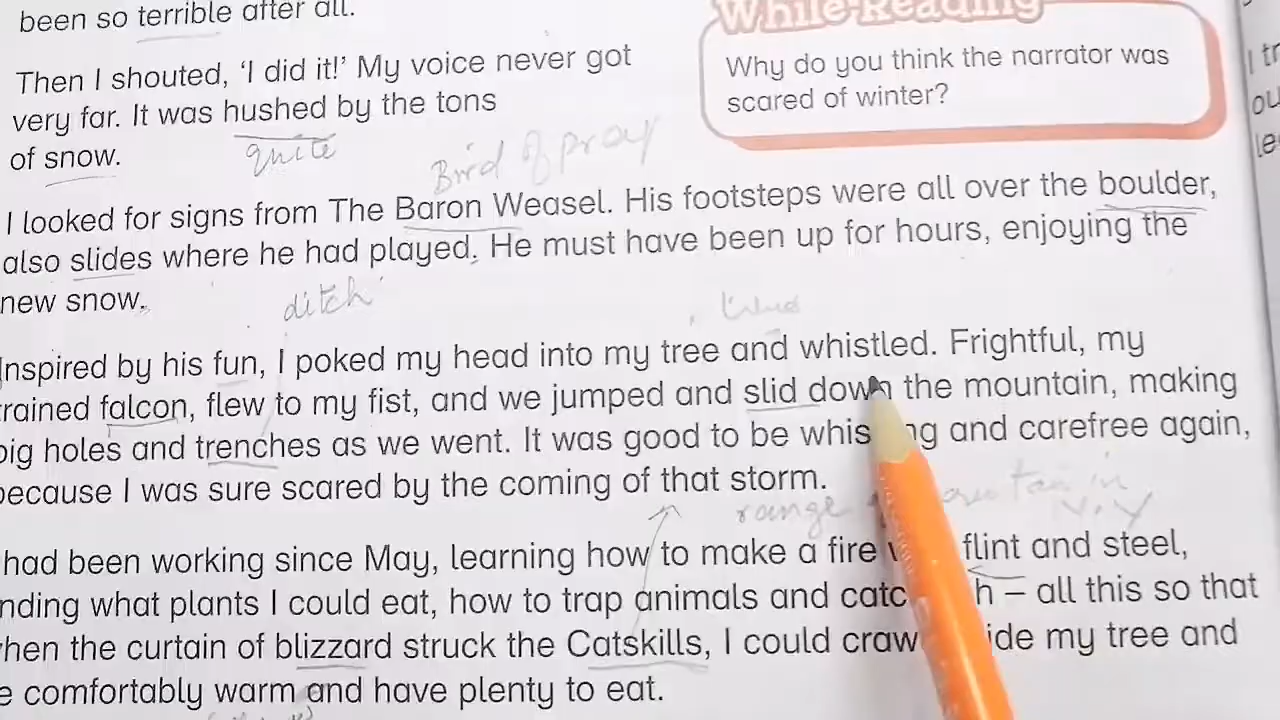 been so terrible after all.
While-Reading
Why do you think the narrator was
scared of winter?
Then I shouted, ‘I did it!’ My voice never got
very far. It was hushed by the tons
of snow.
quite
Bird of pray
I looked for signs from The Baron Weasel. His footsteps were all over the boulder,
also slides where he had played. He must have been up for hours, enjoying the
new snow.
ditch
Inspired by his fun, I poked my head into my tree and whistled. Frightful, my
rained falcon, flew to my fist, and we jumped and slid down the mountain, making
big holes and trenches as we went. It was good to be whis ng and carefree again,
because I was sure scared by the coming of that storm.
range in
N.Y
had been working since May, learning how to make a fire flint and steel,
nding what plants I could eat, how to trap animals and catc h – all this so that
hen the curtain of blizzard struck the Catskills, I could craw ide my tree and
e comfortably warm and have plenty to eat.